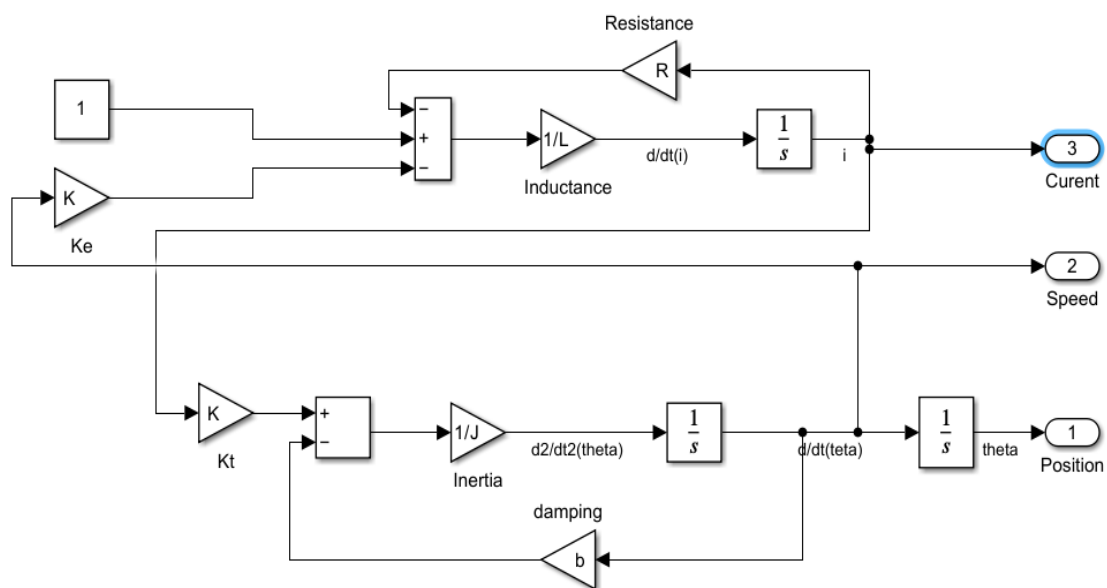 Resistance
R
1
−
+
−
1/L
Inductance
d/dt(i)
1
s
i
3
Curent
K
Ke
2
Speed
K
Kt
+
−
1/J
Inertia
d2/dt2(theta)
1
s
d/dt(teta)
1
s
theta
1
Position
damping
b